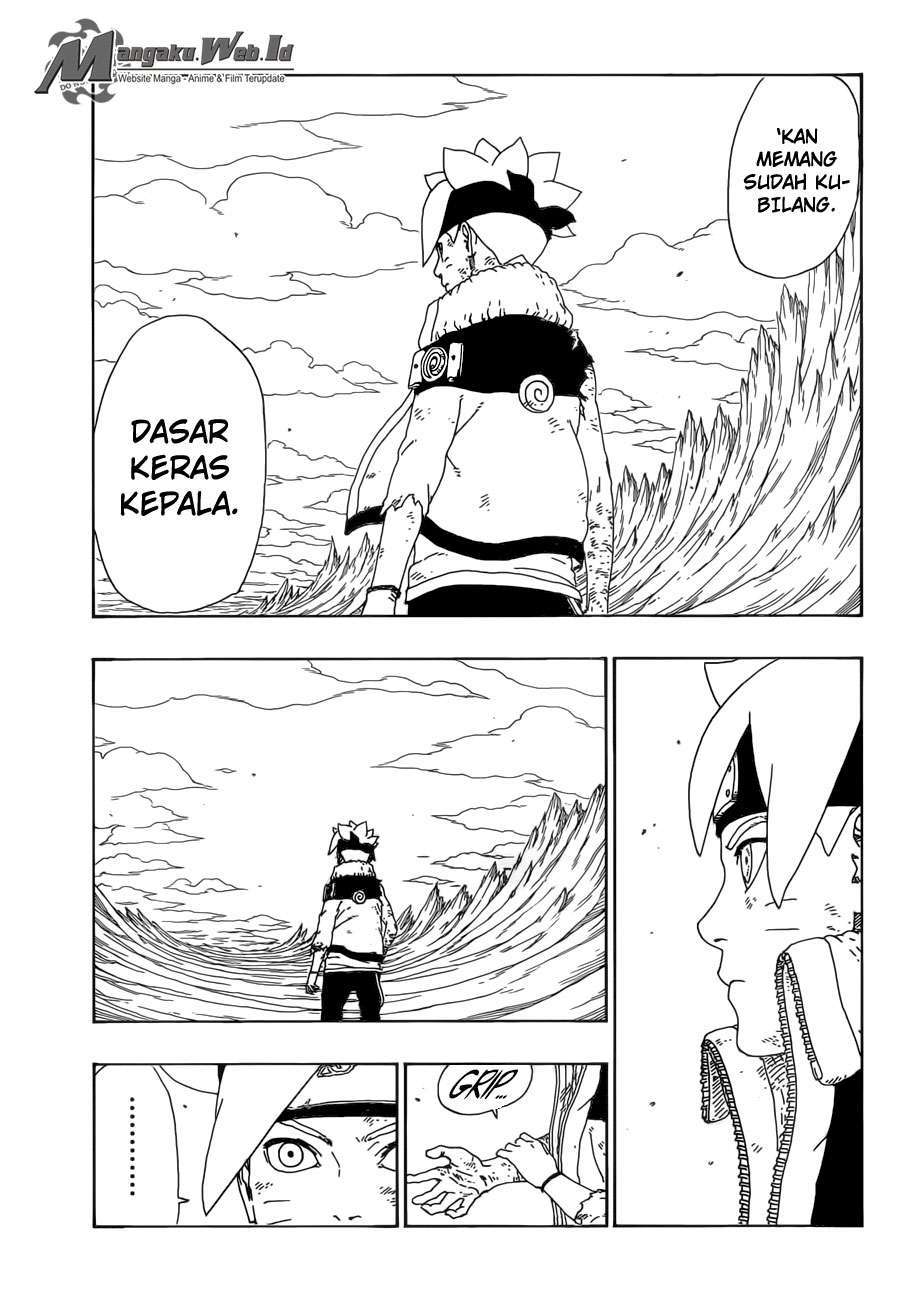 Mangaku.Web.Id
Website Manga - Anime & Film Terupdate
'KAN
MEMANG
SUDAH KU-
BILANG.
DASAR
KERAS
KEPALA.
GRIP...
.........